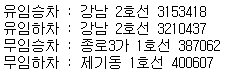 유임승차 : 강남 2호선 3153418
유임하차 : 강남 2호선 3210437
무임승차 : 종로3가 1호선 387062
무임하차 : 제기동 1호선 400607